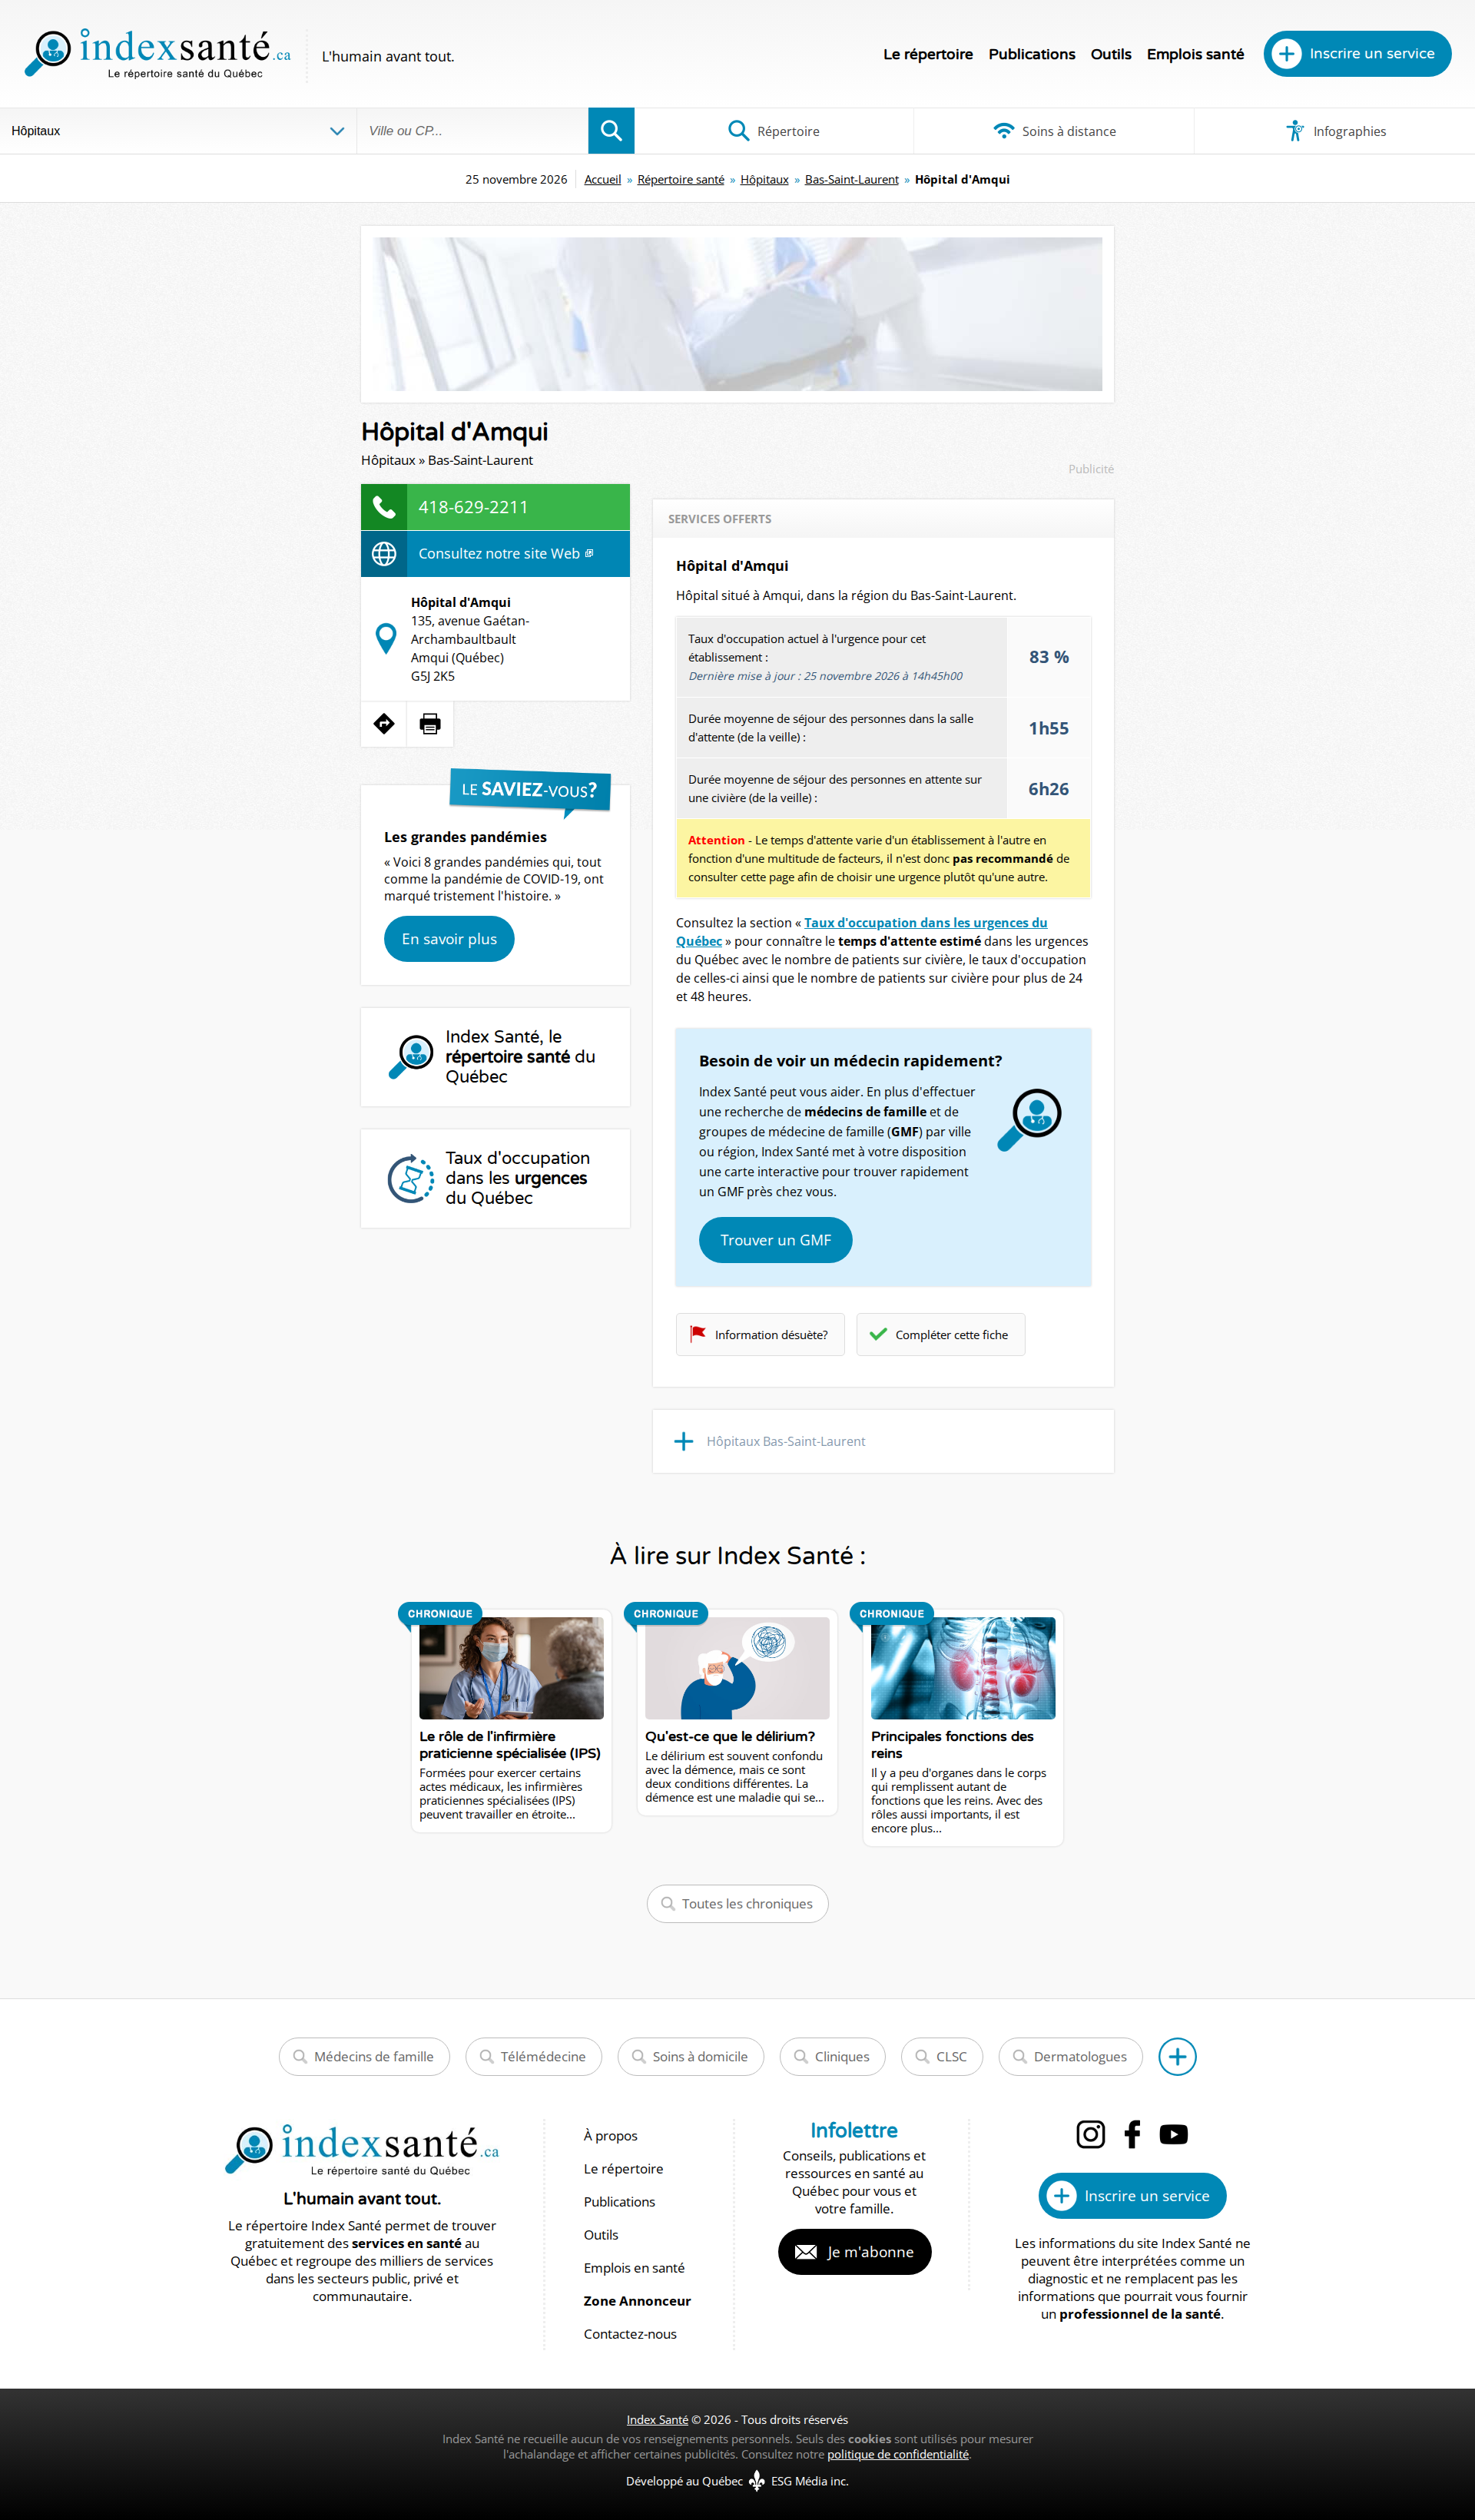 indexsanté.ca
Le répertoire santé du Québec
L'humain avant tout.
Le répertoire Publications Outils Emplois santé Inscrire un service
Hôpitaux Ville ou CP... Répertoire Soins à distance Infographies
25 novembre 2026 Accueil » Répertoire santé » Hôpitaux » Bas-Saint-Laurent » Hôpital d'Amqui
Hôpital d'Amqui
Hôpitaux » Bas-Saint-Laurent
Publicité
418-629-2211
Consultez notre site Web
Hôpital d'Amqui
135, avenue Gaétan-
Archambaultbault
Amqui (Québec)
G5J 2K5
LE SAVIEZ-VOUS?
Les grandes pandémies
« Voici 8 grandes pandémies qui, tout
comme la pandémie de COVID-19, ont
marqué tristement l'histoire. »
En savoir plus
Index Santé, le
répertoire santé du
Québec
Taux d'occupation
dans les urgences
du Québec
SERVICES OFFERTS
Hôpital d'Amqui
Hôpital situé à Amqui, dans la région du Bas-Saint-Laurent.
Taux d'occupation actuel à l'urgence pour cet
établissement :
Dernière mise à jour : 25 novembre 2026 à 14h45h00
83 %
Durée moyenne de séjour des personnes dans la salle
d'attente (de la veille) :
1h55
Durée moyenne de séjour des personnes en attente sur
une civière (de la veille) :
6h26
Attention - Le temps d'attente varie d'un établissement à l'autre en
fonction d'une multitude de facteurs, il n'est donc pas recommandé de
consulter cette page afin de choisir une urgence plutôt qu'une autre.
Consultez la section « Taux d'occupation dans les urgences du
Québec » pour connaître le temps d'attente estimé dans les urgences
du Québec avec le nombre de patients sur civière, le taux d'occupation
de celles-ci ainsi que le nombre de patients sur civière pour plus de 24
et 48 heures.
Besoin de voir un médecin rapidement?
Index Santé peut vous aider. En plus d'effectuer
une recherche de médecins de famille et de
groupes de médecine de famille (GMF) par ville
ou région, Index Santé met à votre disposition
une carte interactive pour trouver rapidement
un GMF près chez vous.
Trouver un GMF
Information désuète? Compléter cette fiche
Hôpitaux Bas-Saint-Laurent
À lire sur Index Santé :
CHRONIQUE
Le rôle de l'infirmière
praticienne spécialisée (IPS)
Formées pour exercer certains
actes médicaux, les infirmières
praticiennes spécialisées (IPS)
peuvent travailler en étroite...
CHRONIQUE
Qu'est-ce que le délirium?
Le délirium est souvent confondu
avec la démence, mais ce sont
deux conditions différentes. La
démence est une maladie qui se...
CHRONIQUE
Principales fonctions des
reins
Il y a peu d'organes dans le corps
qui remplissent autant de
fonctions que les reins. Avec des
rôles aussi importants, il est
encore plus...
Toutes les chroniques
Médecins de famille Télémédecine Soins à domicile Cliniques CLSC Dermatologues
indexsanté.ca
Le répertoire santé du Québec
L'humain avant tout.
Le répertoire Index Santé permet de trouver
gratuitement des services en santé au
Québec et regroupe des milliers de services
dans les secteurs public, privé et
communautaire.
À propos
Le répertoire
Publications
Outils
Emplois en santé
Zone Annonceur
Contactez-nous
Infolettre
Conseils, publications et
ressources en santé au
Québec pour vous et
votre famille.
Je m'abonne
Inscrire un service
Les informations du site Index Santé ne
peuvent être interprétées comme un
diagnostic et ne remplacent pas les
informations que pourrait vous fournir
un professionnel de la santé.
Index Santé © 2026 - Tous droits réservés
Index Santé ne recueille aucun de vos renseignements personnels. Seuls des cookies sont utilisés pour mesurer
l'achalandage et afficher certaines publicités. Consultez notre politique de confidentialité.
Développé au Québec ESG Média inc.